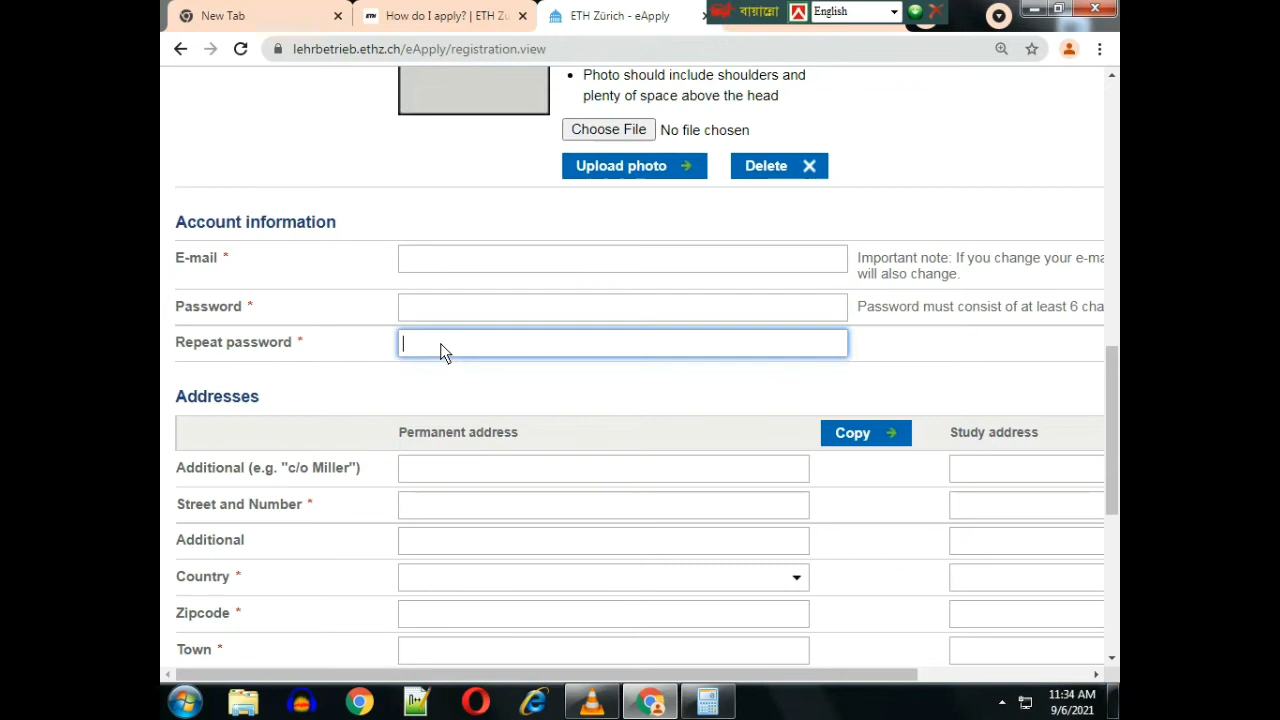 New Tab
How do I apply? | ETH Zu
ETH Zürich - eApply
বায়ান্নো
English
lehrbetrieb.ethz.ch/eApply/registration.view
Photo should include shoulders and
plenty of space above the head
Choose File No file chosen
Upload photo
Delete
Account information
E-mail *
Important note: If you change your e-ma
will also change.
Password *
Password must consist of at least 6 cha
Repeat password *
Addresses
Permanent address
Copy
Study address
Additional (e.g. "c/o Miller")
Street and Number *
Additional
Country *
Zipcode *
Town *
11:34 AM
9/6/2021